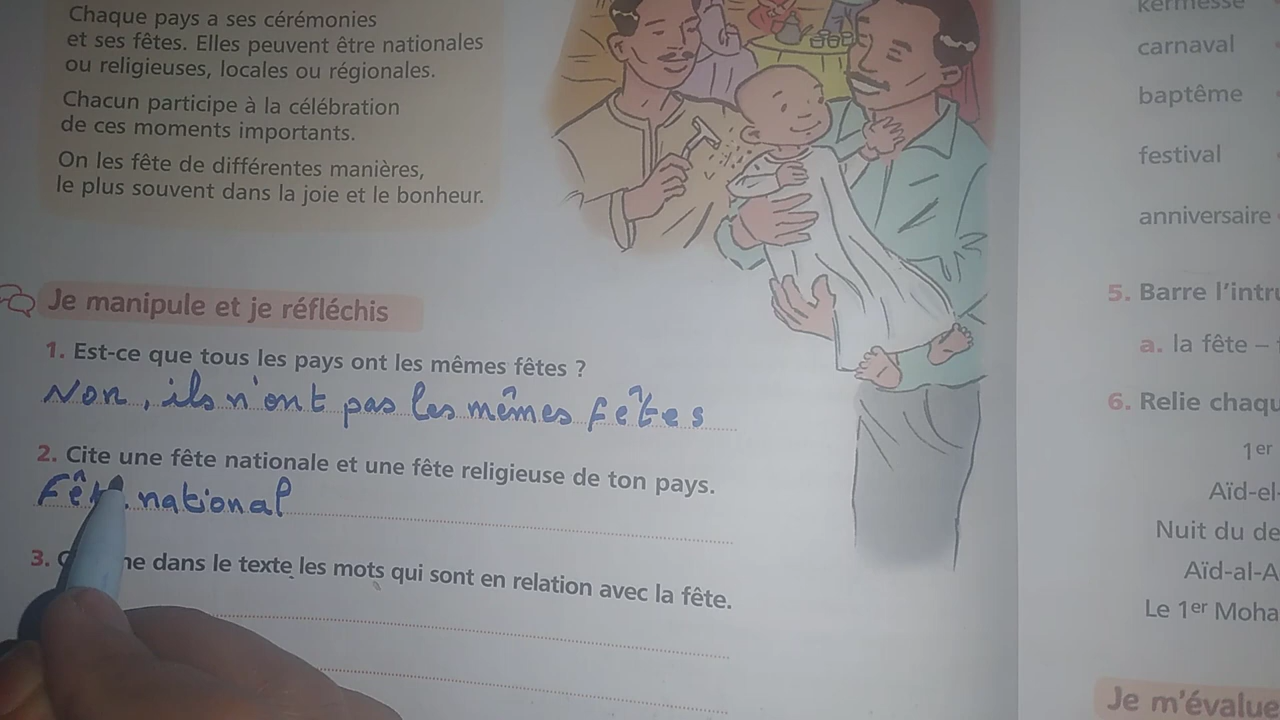 Chaque pays a ses cérémonies
et ses fêtes. Elles peuvent être nationales
ou religieuses, locales ou régionales.
Chacun participe à la célébration
de ces moments importants.
On les fête de différentes manières,
le plus souvent dans la joie et le bonheur.
Je manipule et je réfléchis
1. Est-ce que tous les pays ont les mêmes fêtes ?
Non, ils n'ont pas les mêmes fêtes
2. Cite une fête nationale et une fête religieuse de ton pays.
national
3. dans le texte les mots qui sont en relation avec la fête.
kermesse
carnaval
baptême
festival
anniversaire
5. Barre l'intru
a. la fête –
6. Relie chaqu
1er
Aïd-el-
Nuit du de
Aïd-al-A
Le 1er Moha
Je m'évalue